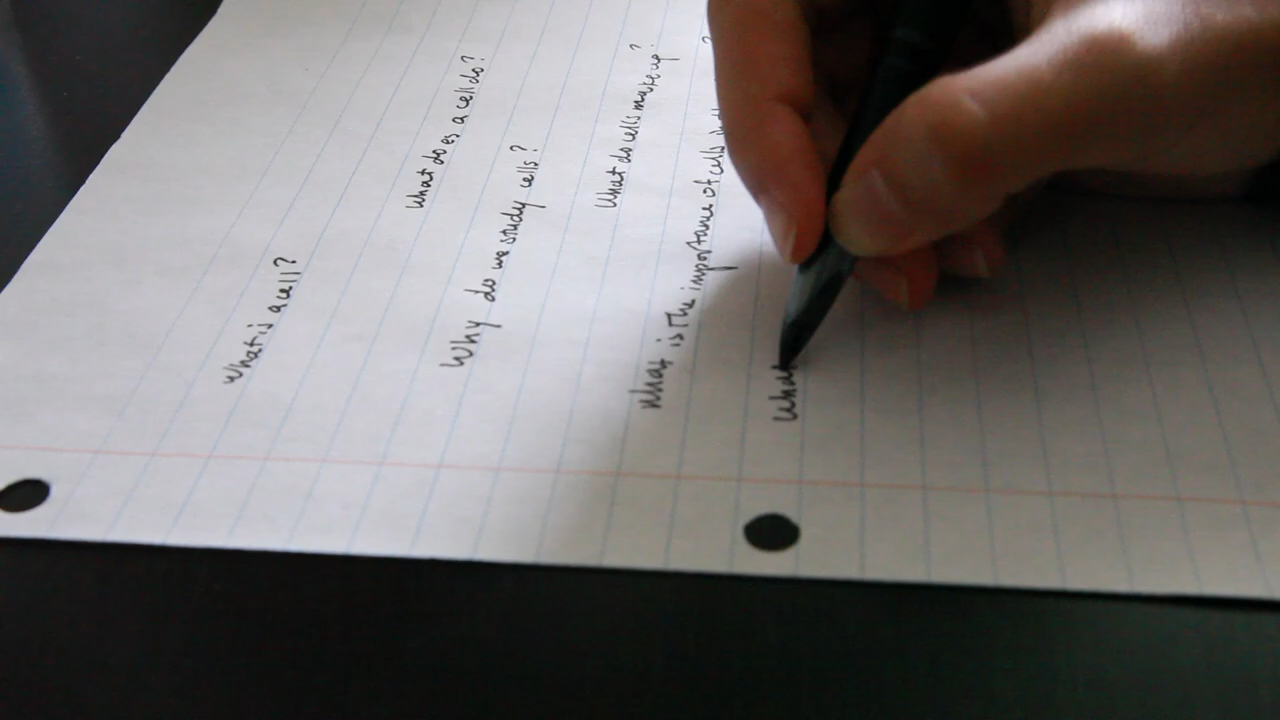 What is a cell?
What does a cell do?
Why do we study cells?
What do cells make up?
What is The importance of cells
What